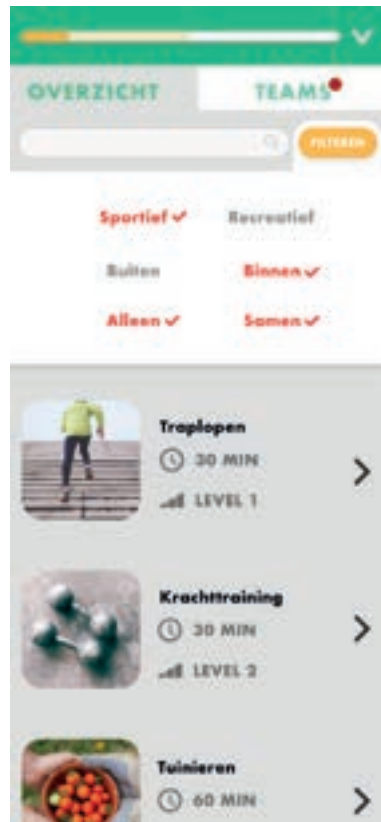 OVERZICHT TEAMS
FILTEREN
Sportief Recreatief
Buiten Binnen
Alleen Samen
Traplopen
30 MIN
LEVEL 1
Krachttraining
30 MIN
LEVEL 2
Tuinieren
60 MIN